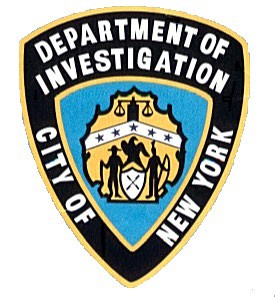 DEPARTMENT OF
INVESTIGATION
CITY OF
NEW YORK